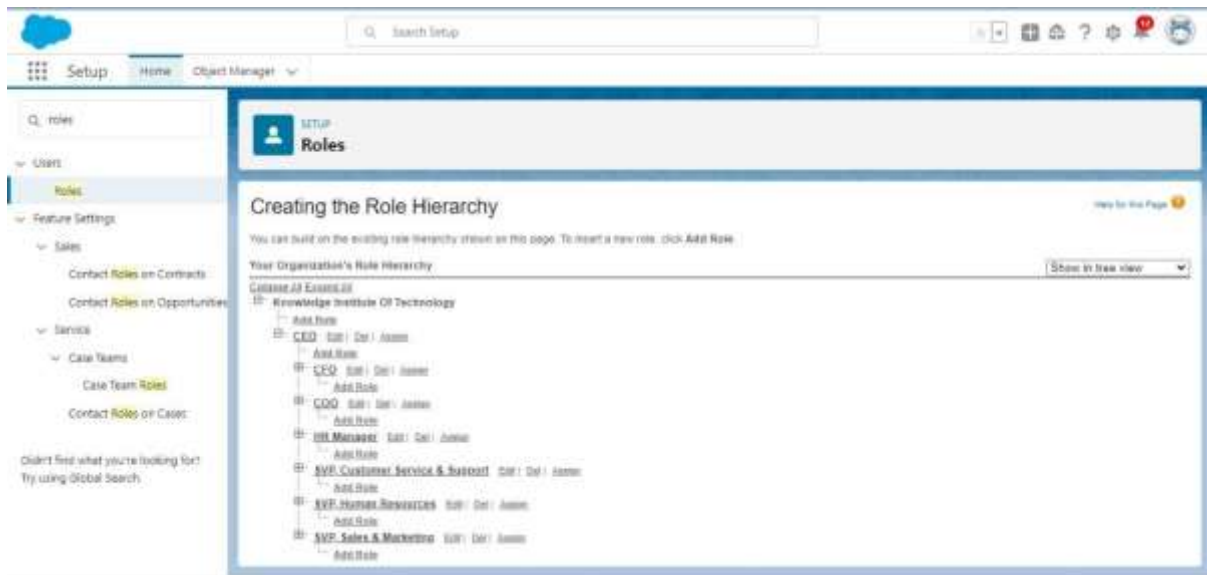 Search Setup
Setup Home Object Manager
roles
Users
Roles
Feature Settings
Sales
Contact Roles on Contracts
Contact Roles on Opportunities
Service
Case Teams
Case Team Roles
Contact Roles on Cases
Didn't find what you're looking for?
Try using Global Search.
SETUP
Roles
Creating the Role Hierarchy
Help for this Page
You can build on the existing role hierarchy shown on this page. To insert a new role, click Add Role.
Your Organization's Role Hierarchy
Show in tree view
Collapse All Expand All
Knowledge Institute Of Technology
Add Role
CEO Edit | Del | Assign
Add Role
CFO Edit | Del | Assign
Add Role
COO Edit | Del | Assign
Add Role
HR Manager Edit | Del | Assign
Add Role
SVP, Customer Service & Support Edit | Del | Assign
Add Role
SVP, Human Resources Edit | Del | Assign
Add Role
SVP, Sales & Marketing Edit | Del | Assign
Add Role